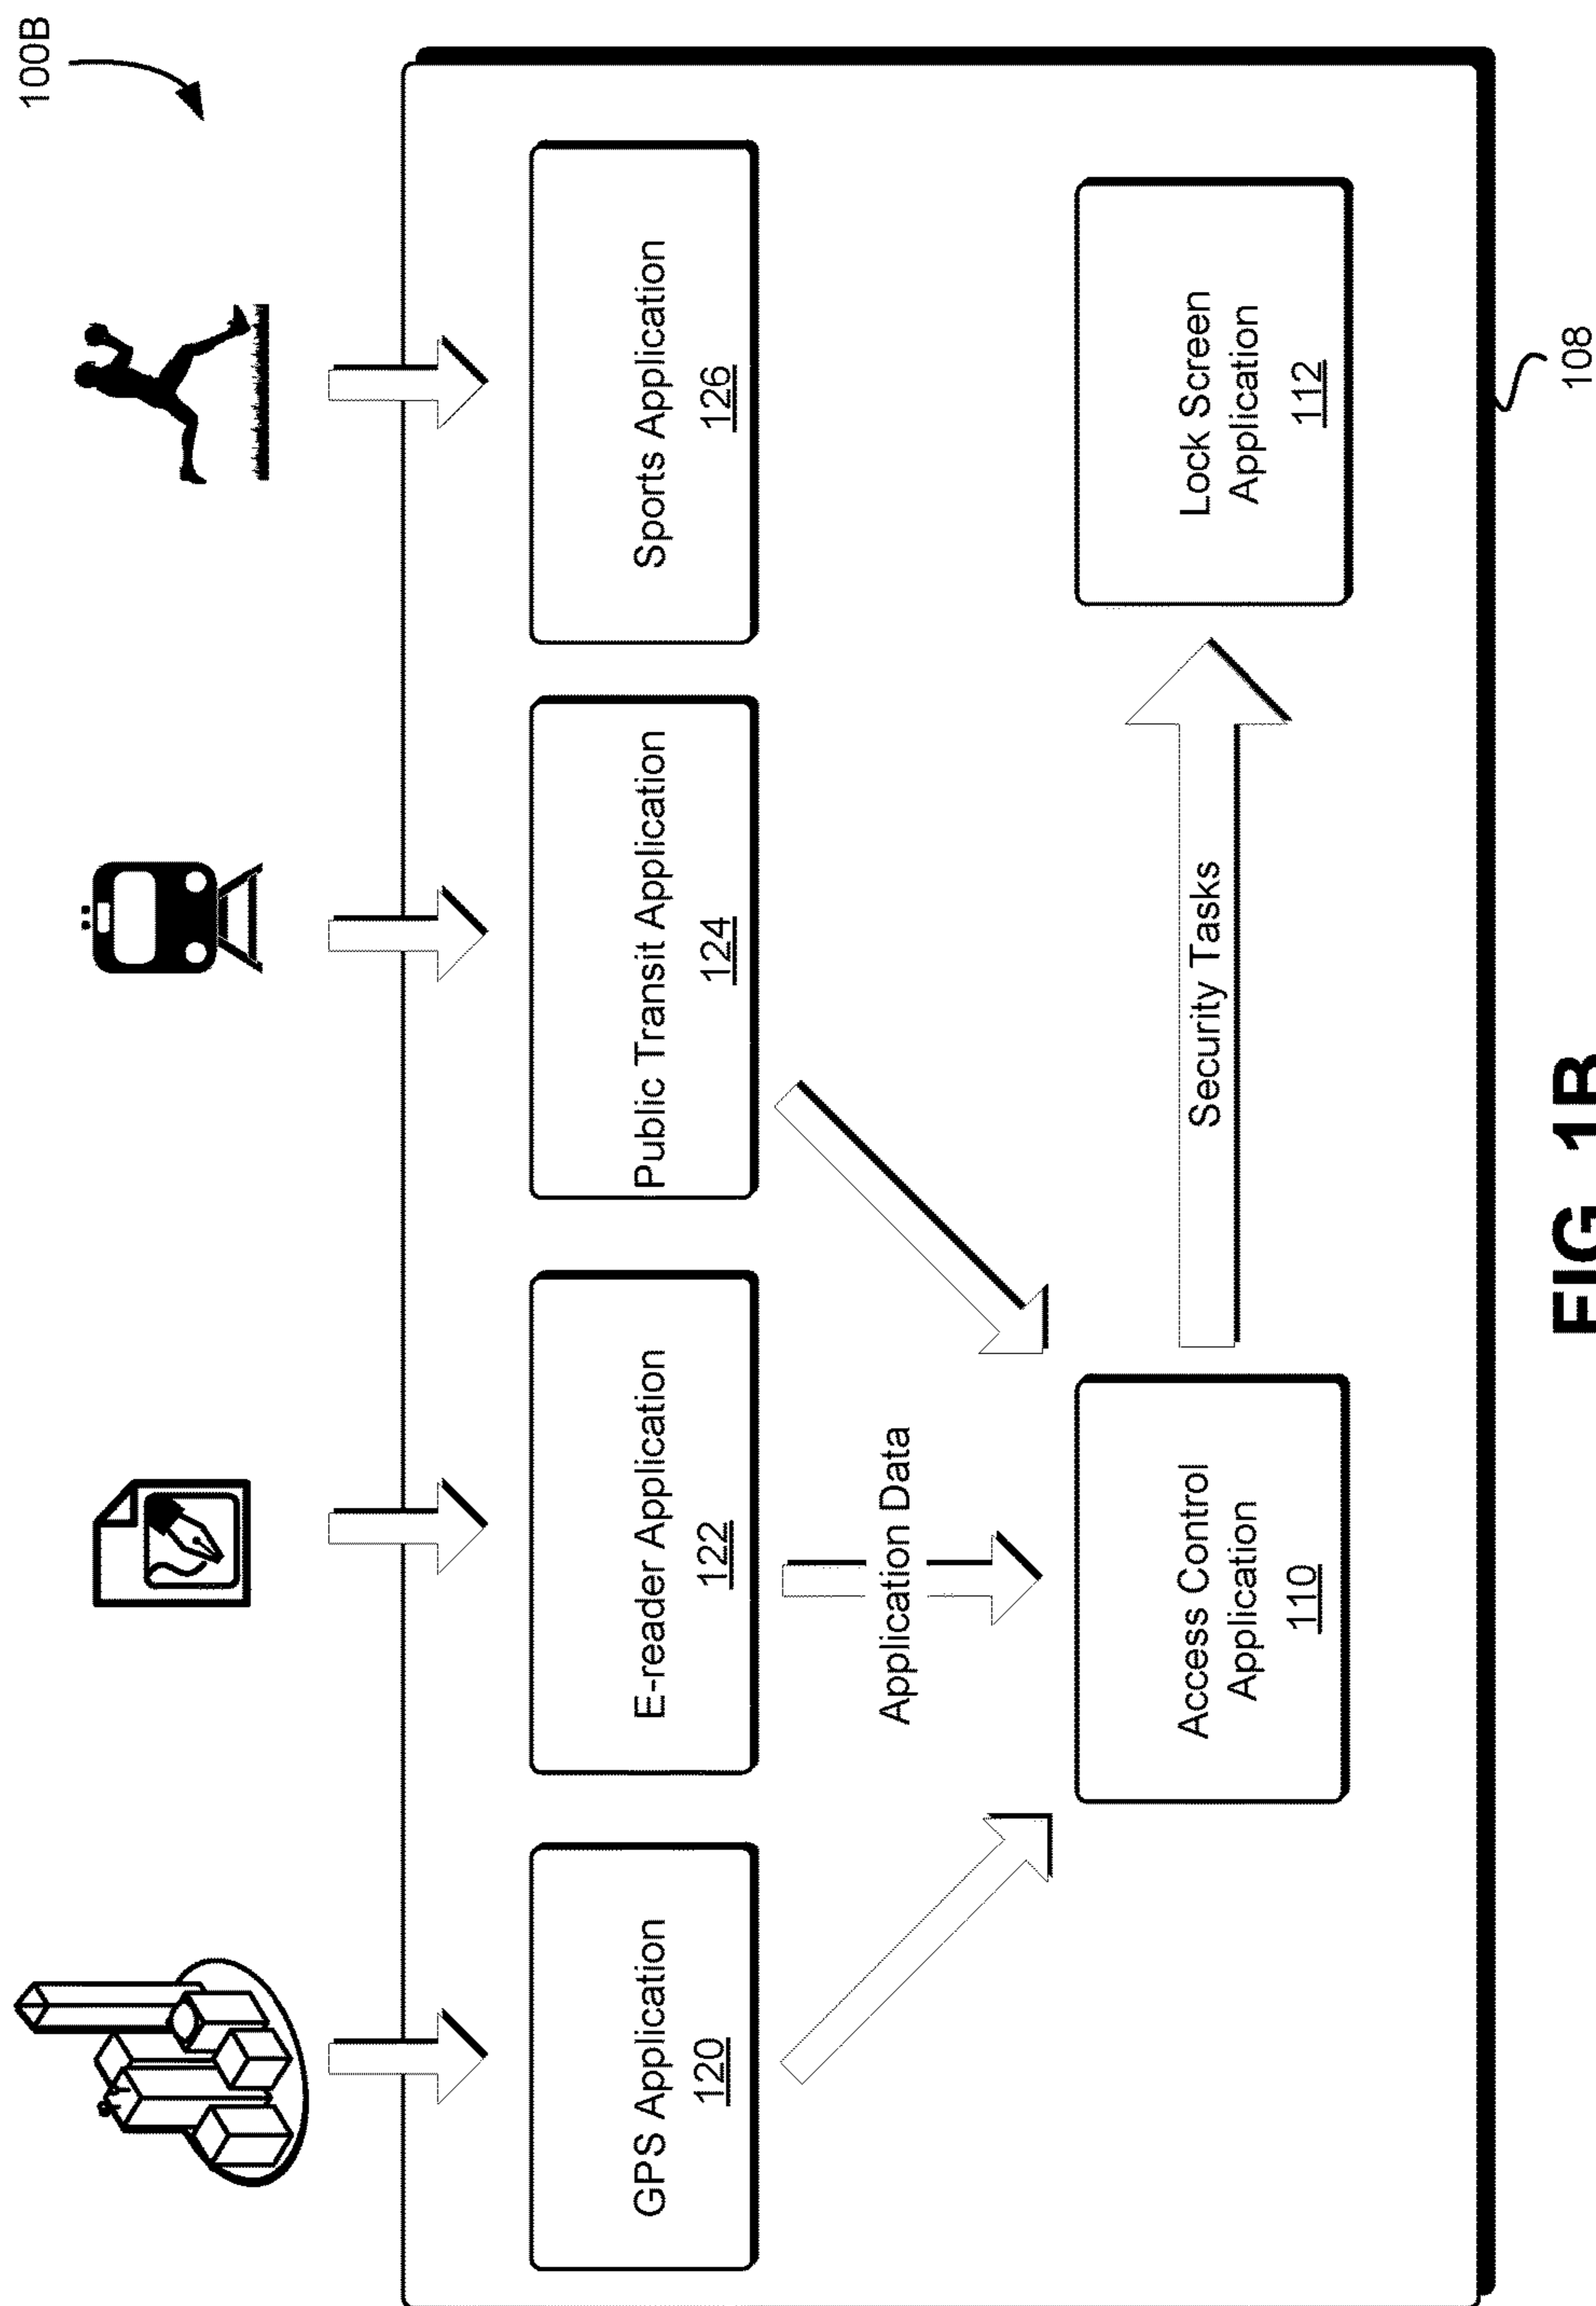 100B
GPS Application
120
E-reader Application
122
Public Transit Application
124
Sports Application
126
Application Data
Access Control
Application
110
Security Tasks
Lock Screen
Application
112
108
FIG 1B